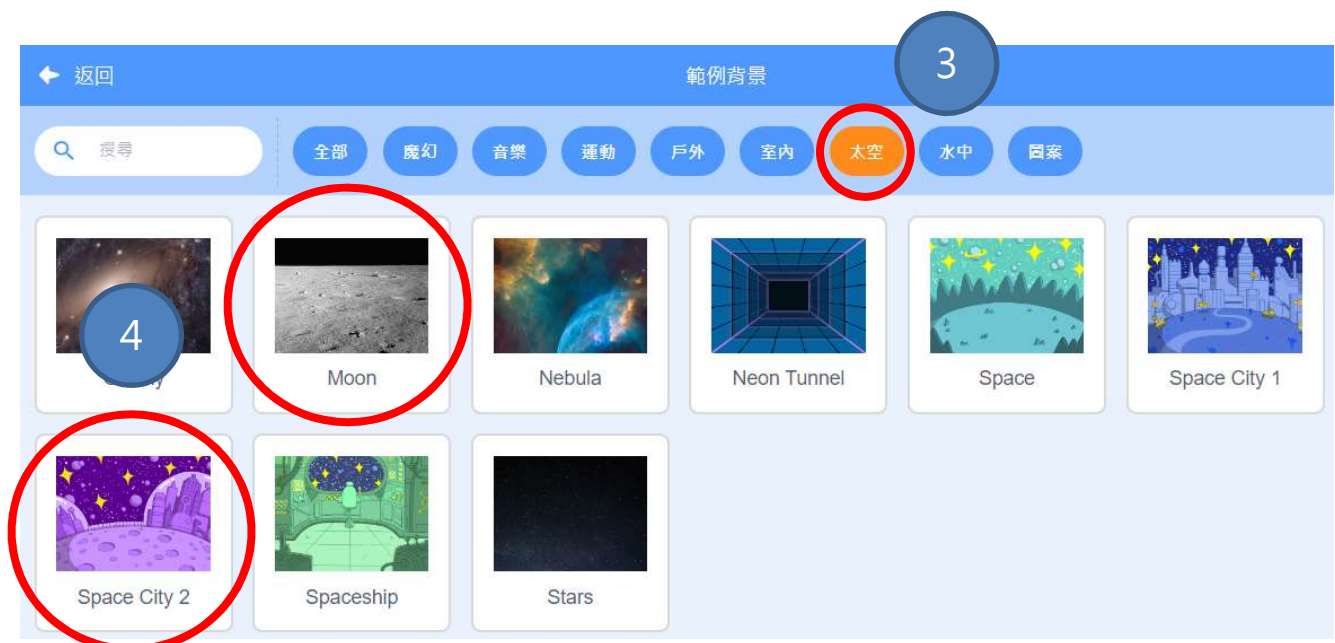 返回
範例背景
3
搜尋
全部
魔幻
音樂
運動
戶外
室內
太空
水中
圖案
4
Moon
Nebula
Neon Tunnel
Space
Space City 1
Space City 2
Spaceship
Stars